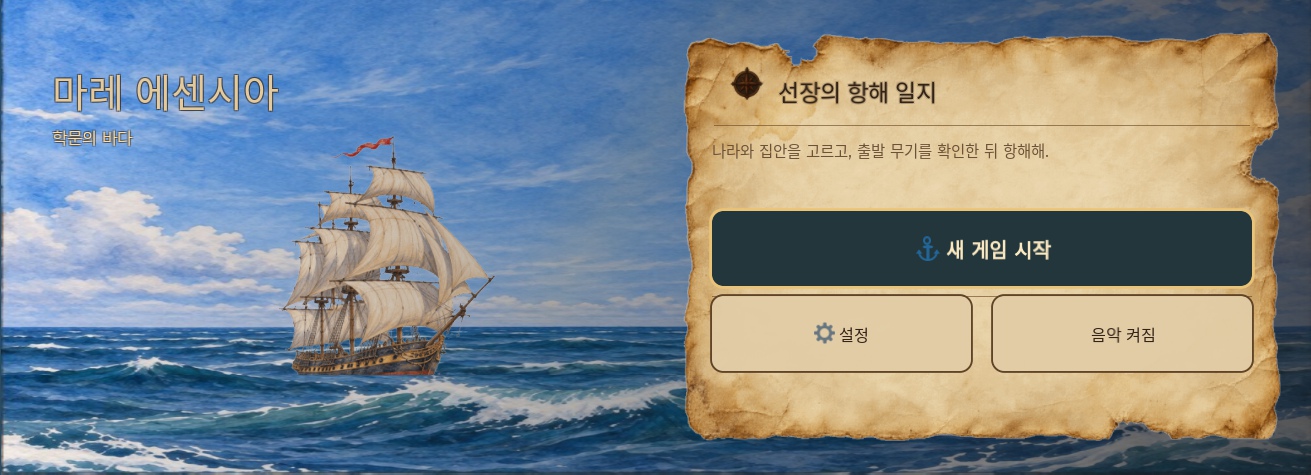 마레 에센시아
학문의 바다
선장의 항해 일지
나라와 집안을 고르고, 출발 무기를 확인한 뒤 항해해.
새 게임 시작
설정
음악 켜짐